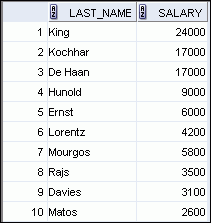 LAST_NAME SALARY
1 King 24000
2 Kochhar 17000
3 De Haan 17000
4 Hunold 9000
5 Ernst 6000
6 Lorentz 4200
7 Mourgos 5800
8 Rajs 3500
9 Davies 3100
10 Matos 2600